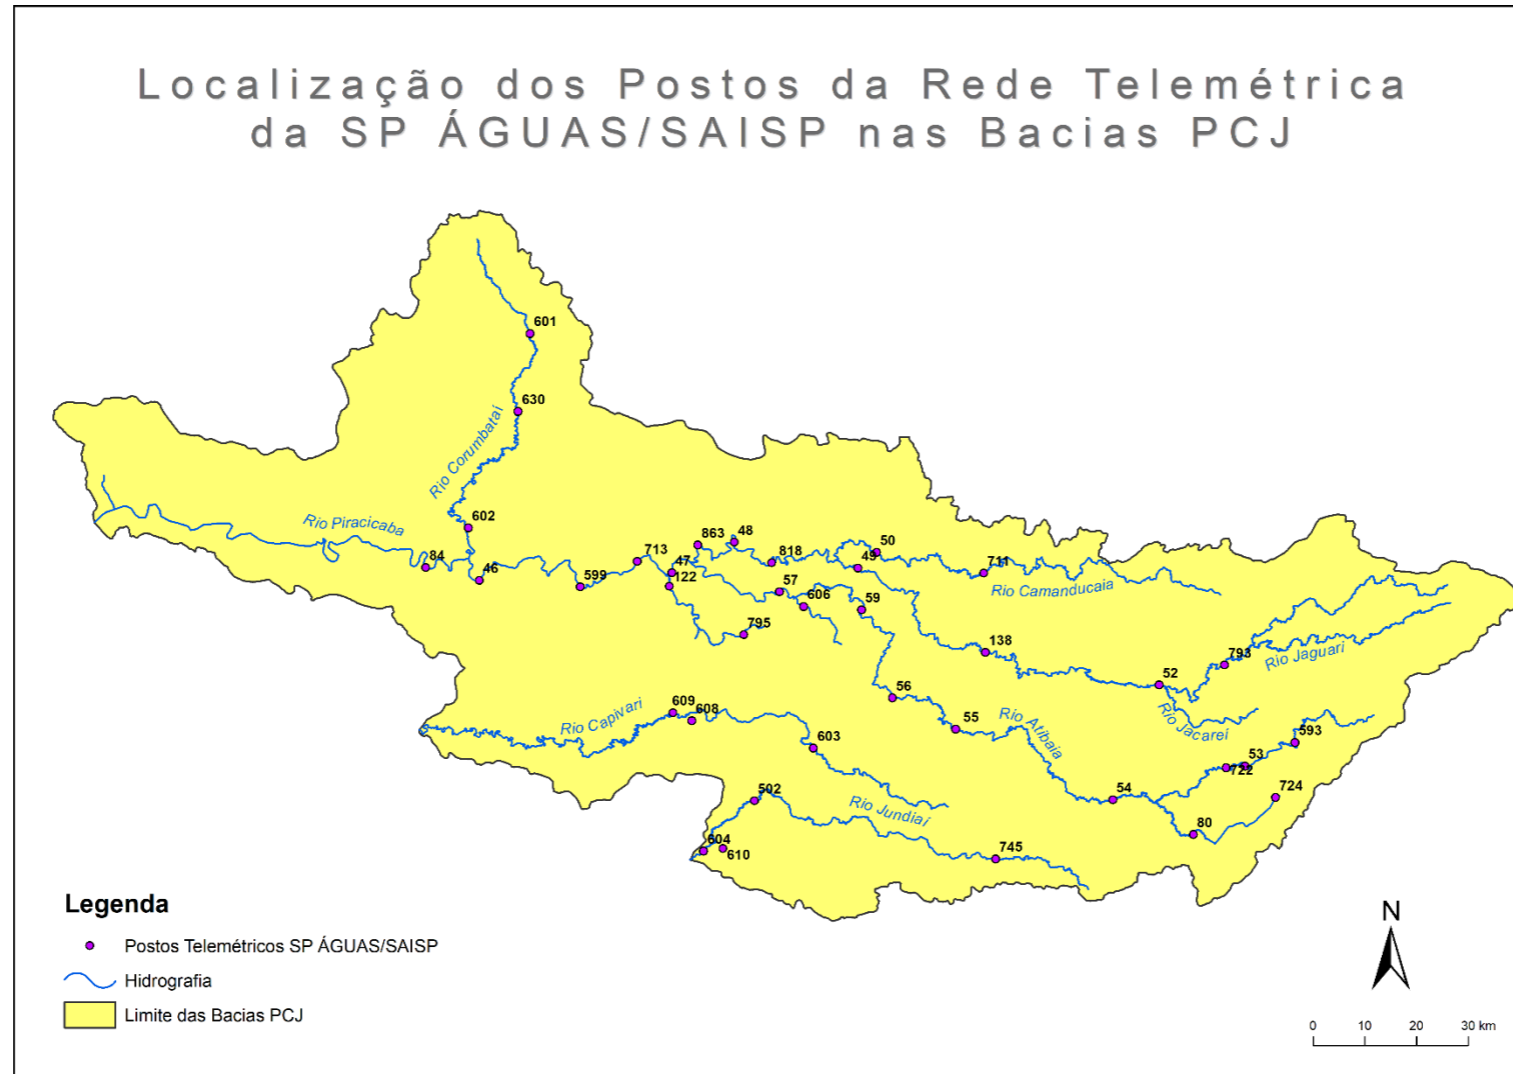 Localização dos Postos da Rede Telemétrica
da SP ÁGUAS/SAISP nas Bacias PCJ
601
630
Rio Corumbataí
602
Rio Piracicaba
84
46
599
713
47
122
863
48
818
50
49
711
Rio Camanducaia
57
606
59
795
138
793
Rio Jaguari
52
Rio Jacareí
56
55
Rio Atibaia
609
608
Rio Capivari
603
593
53
722
724
54
80
592
Rio Jundiaí
604
610
745
Legenda
Postos Telemétricos SP ÁGUAS/SAISP
Hidrografia
Limite das Bacias PCJ
N
0 10 20 30 km